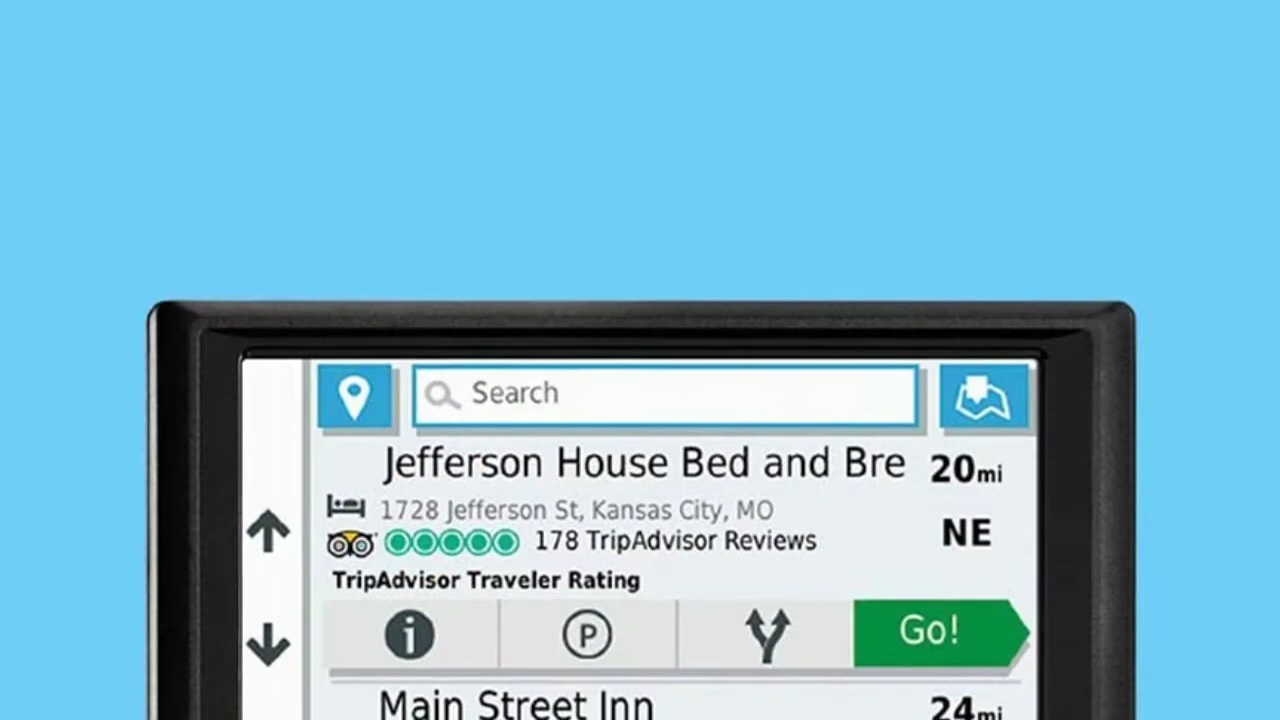 Search
Jefferson House Bed and Bre 20mi
1728 Jefferson St, Kansas City, MO
NE
178 TripAdvisor Reviews
TripAdvisor Traveler Rating
i P Go!
Main Street Inn 24mi